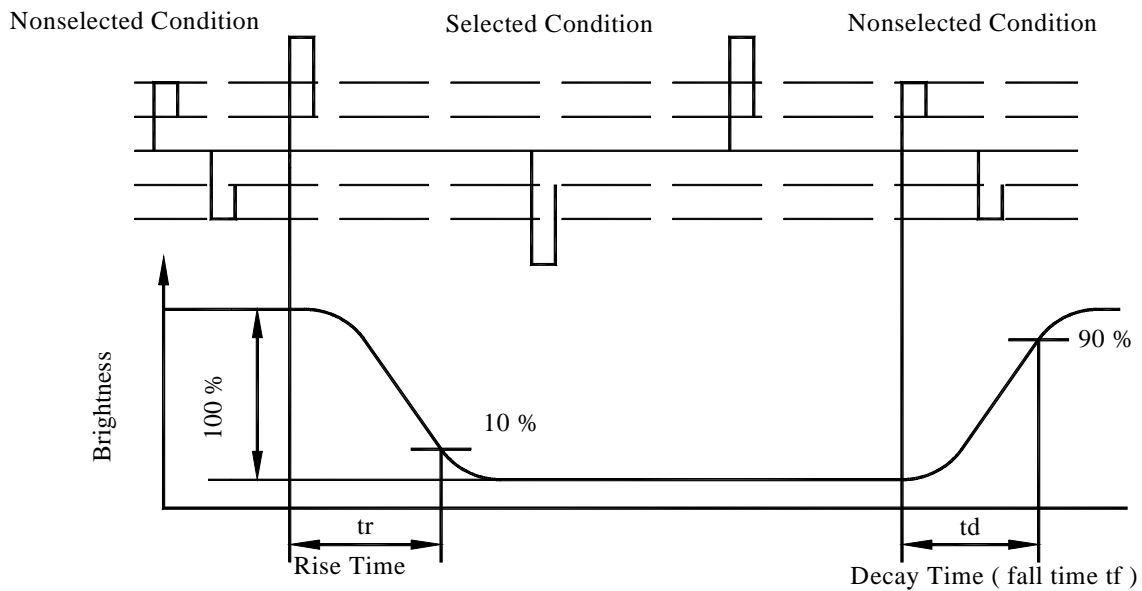 Nonselected Condition
Selected Condition
Nonselected Condition
Brightness
100 %
10 %
90 %
tr
td
Rise Time
Decay Time ( fall time tf )